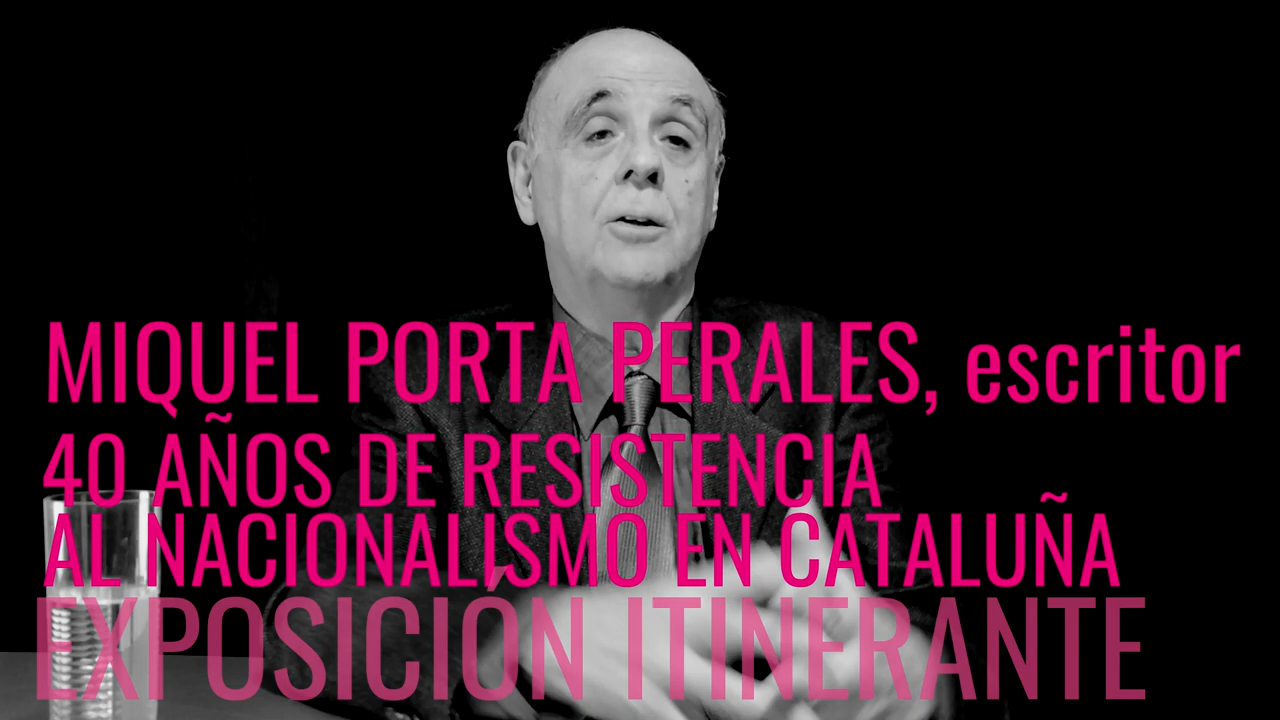 MIQUEL PORTA PERALES, escritor
40 AÑOS DE RESISTENCIA
AL NACIONALISMO EN CATALUÑA
EXPOSICIÓN ITINERANTE